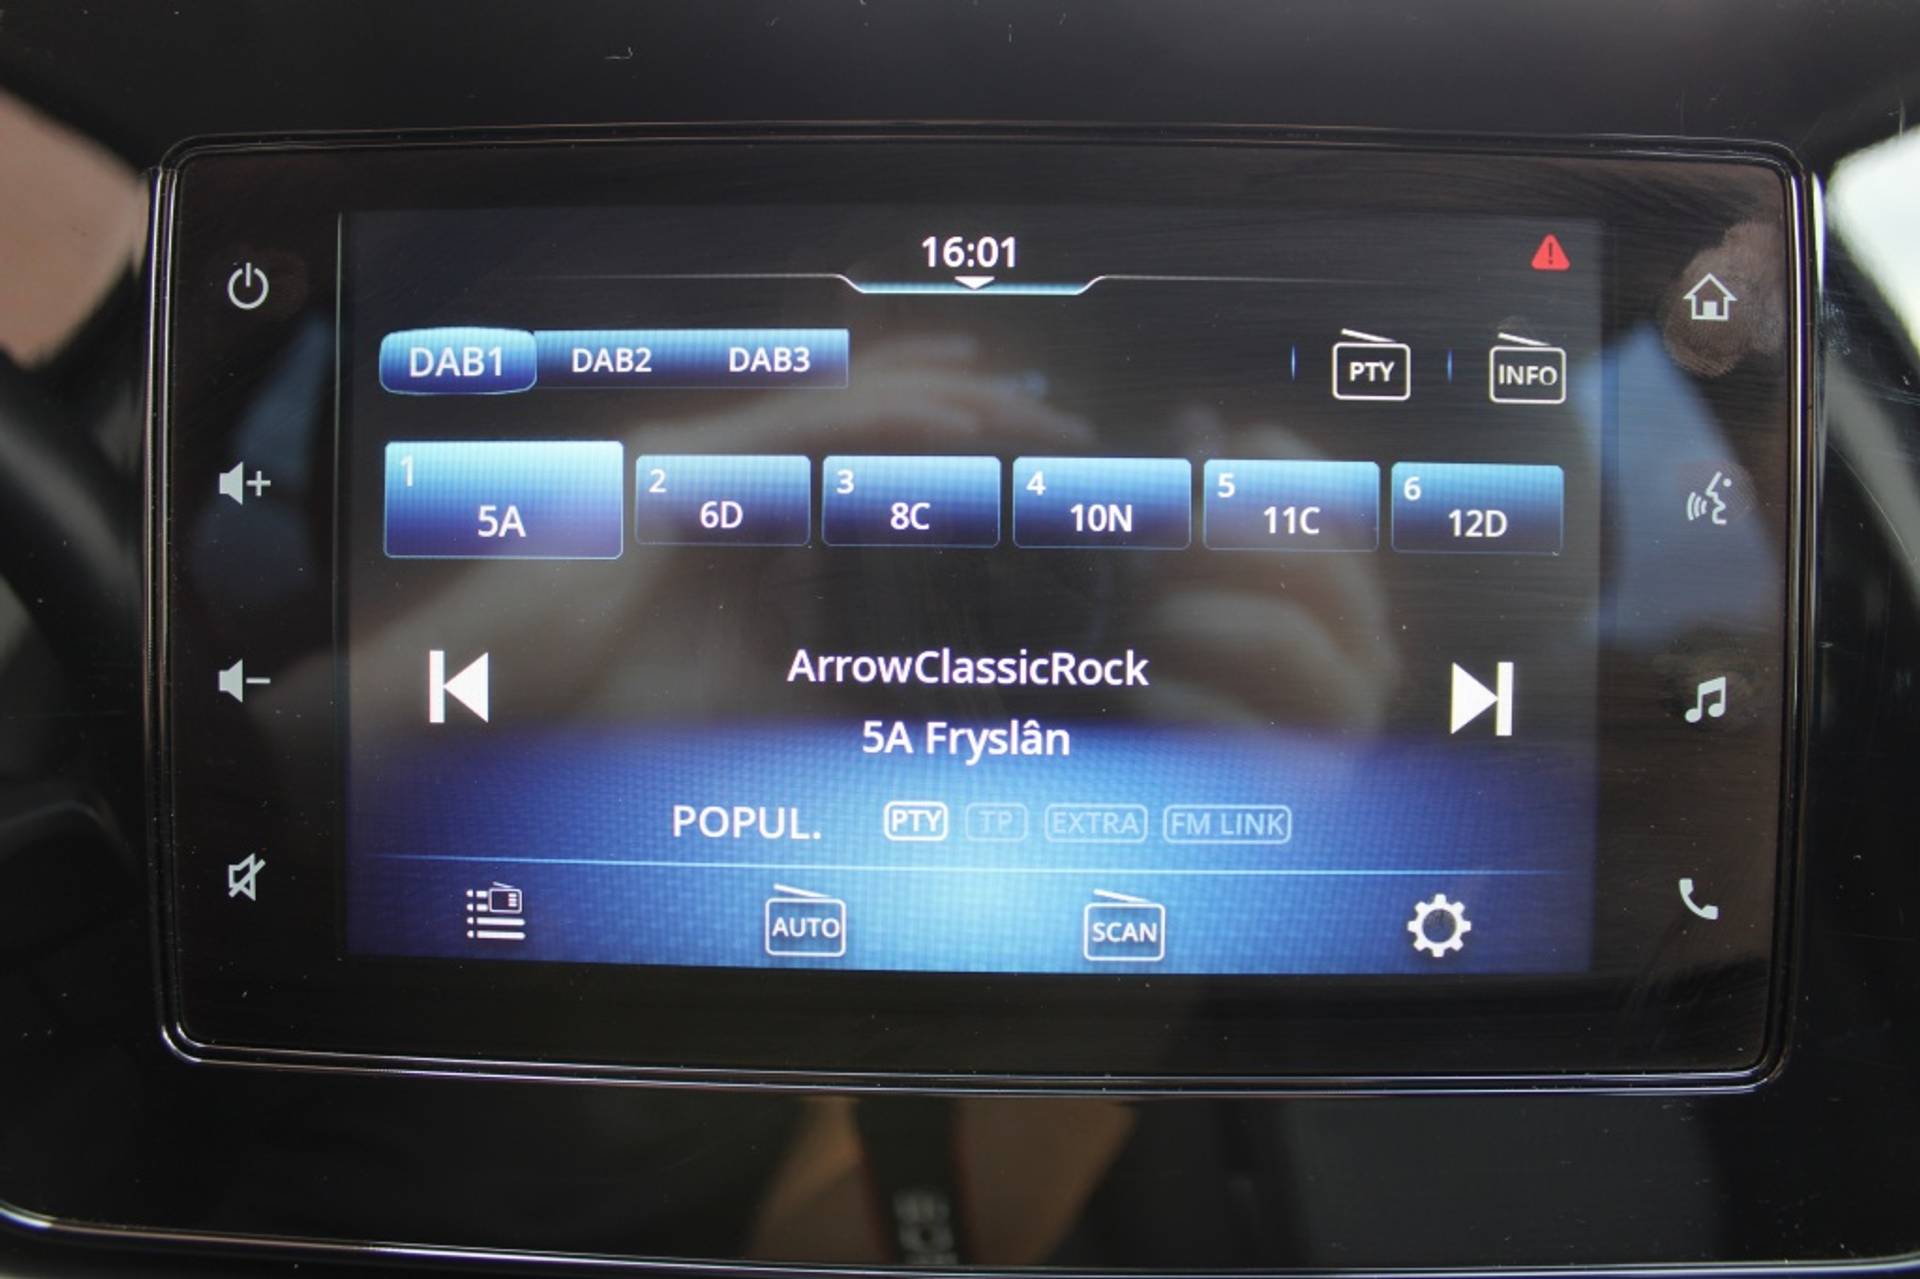 16:01
DAB1 DAB2 DAB3 PTY INFO
1 2 3 4 5 6
5A 6D 8C 10N 11C 12D
ArrowClassicRock
5A Fryslân
POPUL. PTY TP EXTRA FM LINK
AUTO SCAN